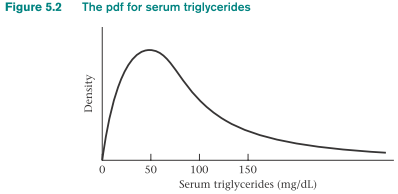 Figure 5.2 The pdf for serum triglycerides
Density
0 50 100 150
Serum triglycerides (mg/dL)